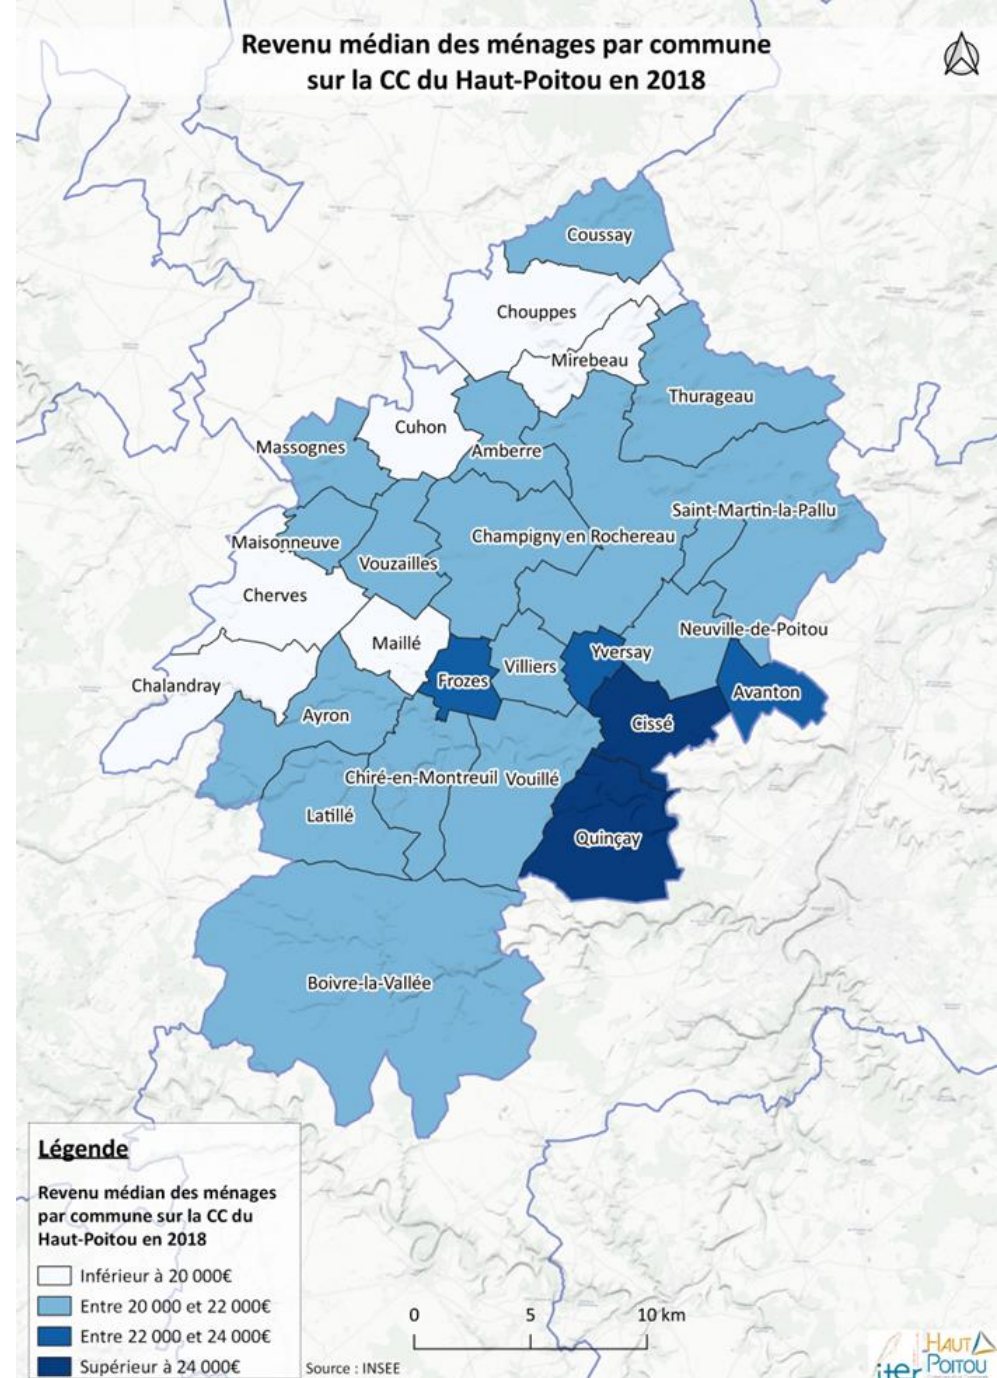 Revenu médian des ménages par commune
sur la CC du Haut-Poitou en 2018
Coussay
Chouppes
Mirebeau
Thurageau
Cuhon
Massognes
Amberre
Saint-Martin-la-Pallu
Maisonneuve
Champigny en Rochereau
Vouzailles
Cherves
Neuville-de-Poitou
Maillé
Yversay
Villiers
Frozes
Chalandray
Avanton
Ayron
Cissé
Chiré-en-Montreuil
Vouillé
Latillé
Quinçay
Boivre-la-Vallée
Légende
Revenu médian des ménages
par commune sur la CC du
Haut-Poitou en 2018
Inférieur à 20 000€
Entre 20 000 et 22 000€
Entre 22 000 et 24 000€
Supérieur à 24 000€
0 5 10 km
Source : INSEE
iter
HAUT
POITOU